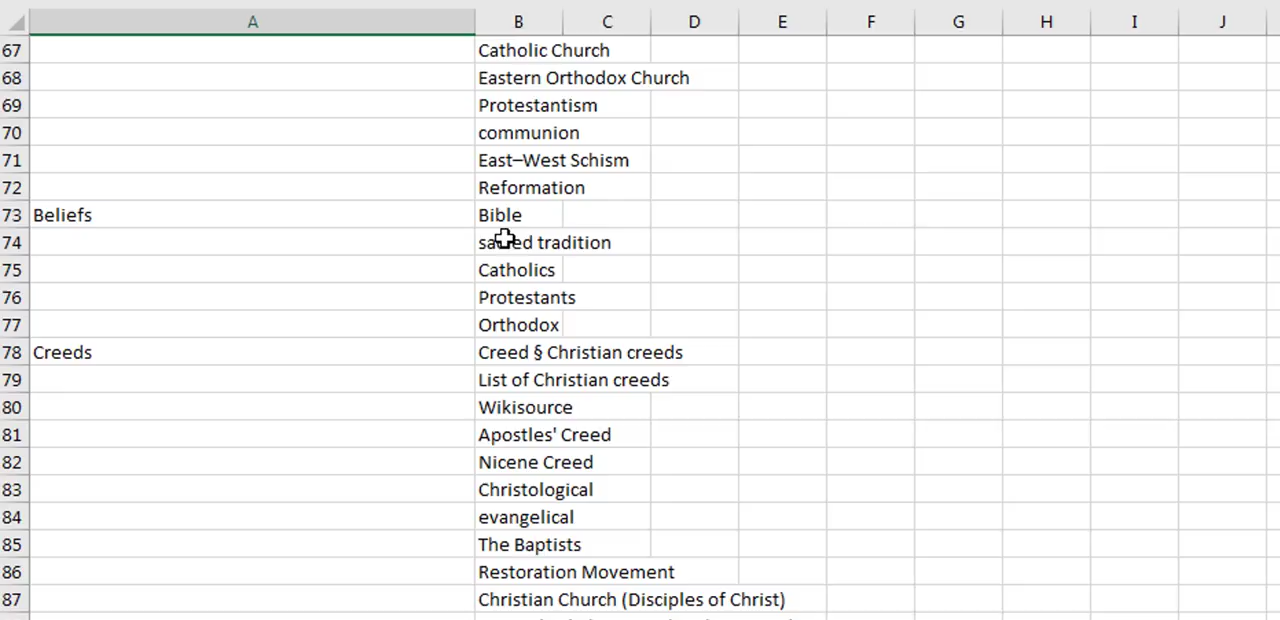 A B C D E F G H I J
67 Catholic Church
68 Eastern Orthodox Church
69 Protestantism
70 communion
71 East–West Schism
72 Reformation
73 Beliefs Bible
74 sacred tradition
75 Catholics
76 Protestants
77 Orthodox
78 Creeds Creed § Christian creeds
79 List of Christian creeds
80 Wikisource
81 Apostles' Creed
82 Nicene Creed
83 Christological
84 evangelical
85 The Baptists
86 Restoration Movement
87 Christian Church (Disciples of Christ)